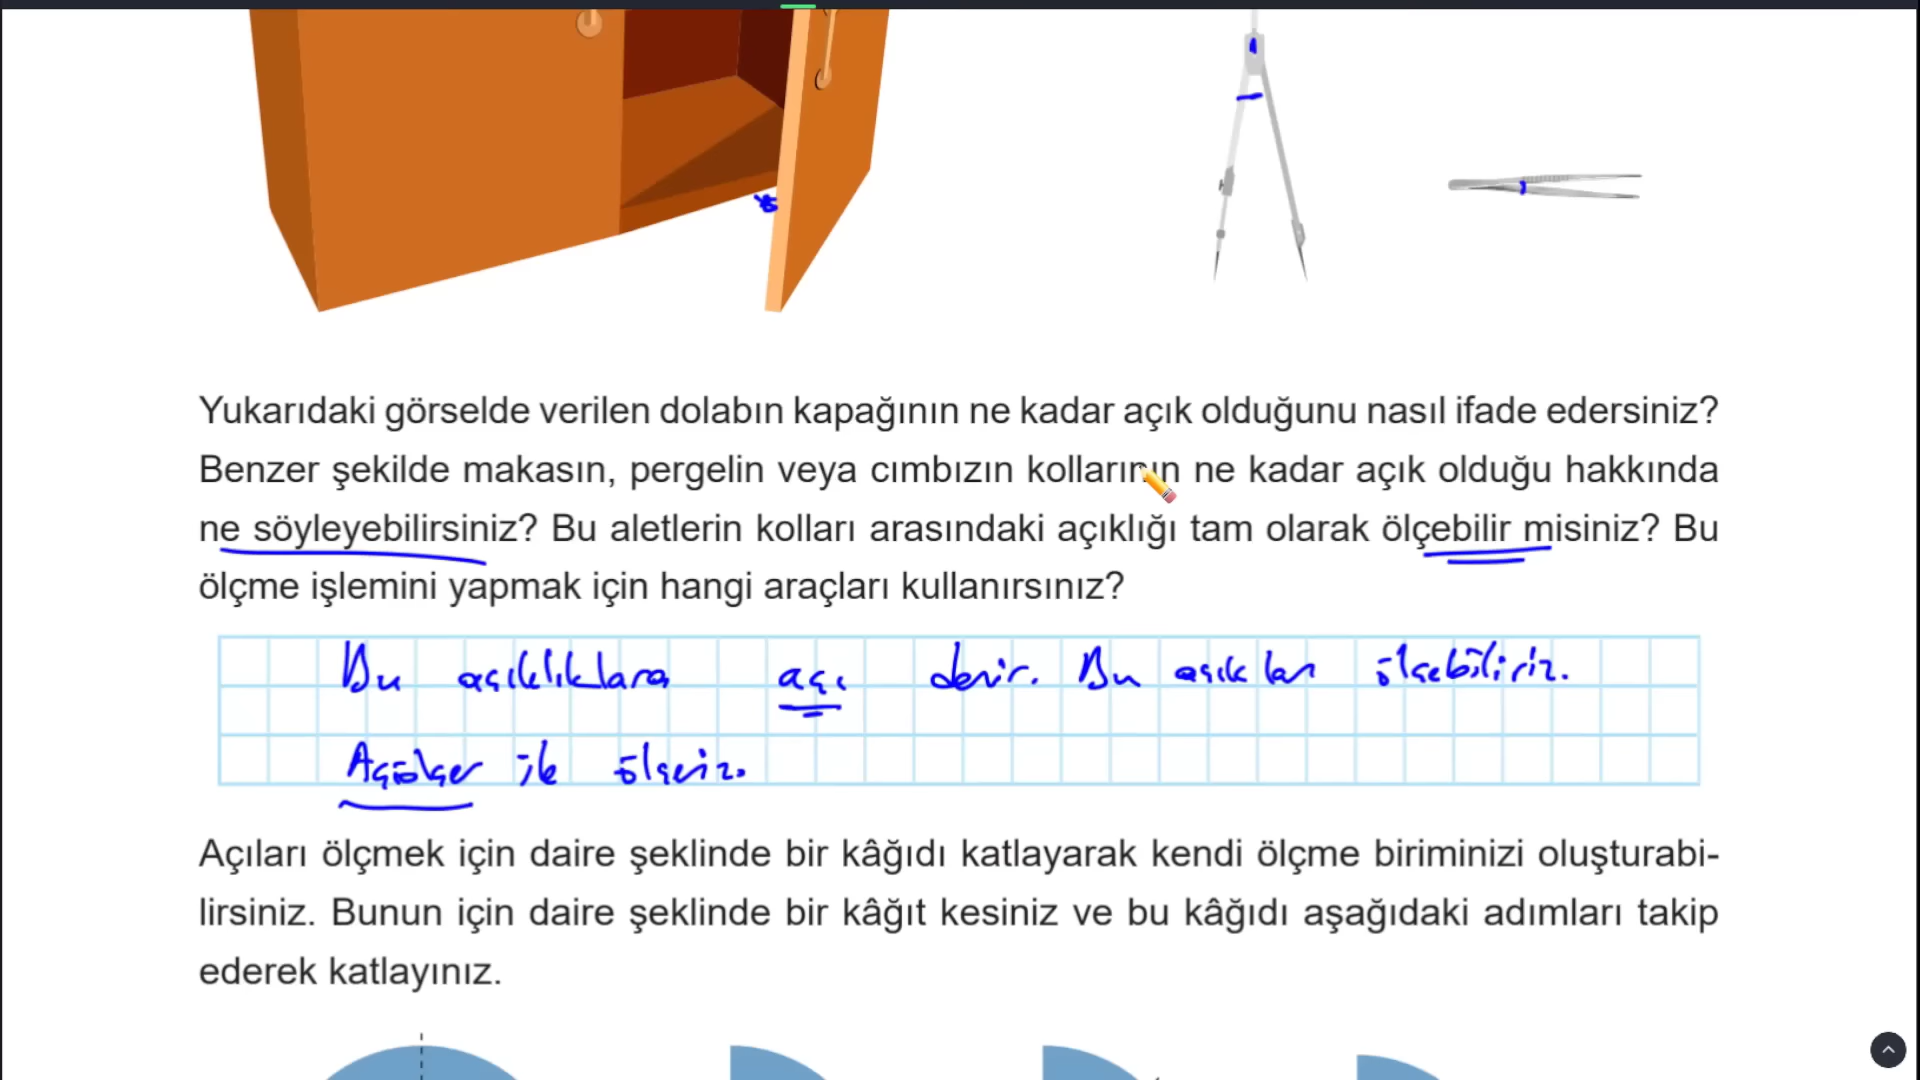 Yukarıdaki görselde verilen dolabın kapağının ne kadar açık olduğunu nasıl ifade edersiniz?
Benzer şekilde makasın, pergelin veya cımbızın kollarının ne kadar açık olduğu hakkında
ne söyleyebilirsiniz? Bu aletlerin kolları arasındaki açıklığı tam olarak ölçebilir misiniz? Bu
ölçme işlemini yapmak için hangi araçları kullanırsınız?
Bu açıklıklara açı denir. Bu açıkları ölçebiliriz.
Açıölçer ile ölçeriz.
Açıları ölçmek için daire şeklinde bir kâğıdı katlayarak kendi ölçme biriminizi oluşturabi-
lirsiniz. Bunun için daire şeklinde bir kâğıt kesiniz ve bu kâğıdı aşağıdaki adımları takip
ederek katlayınız.